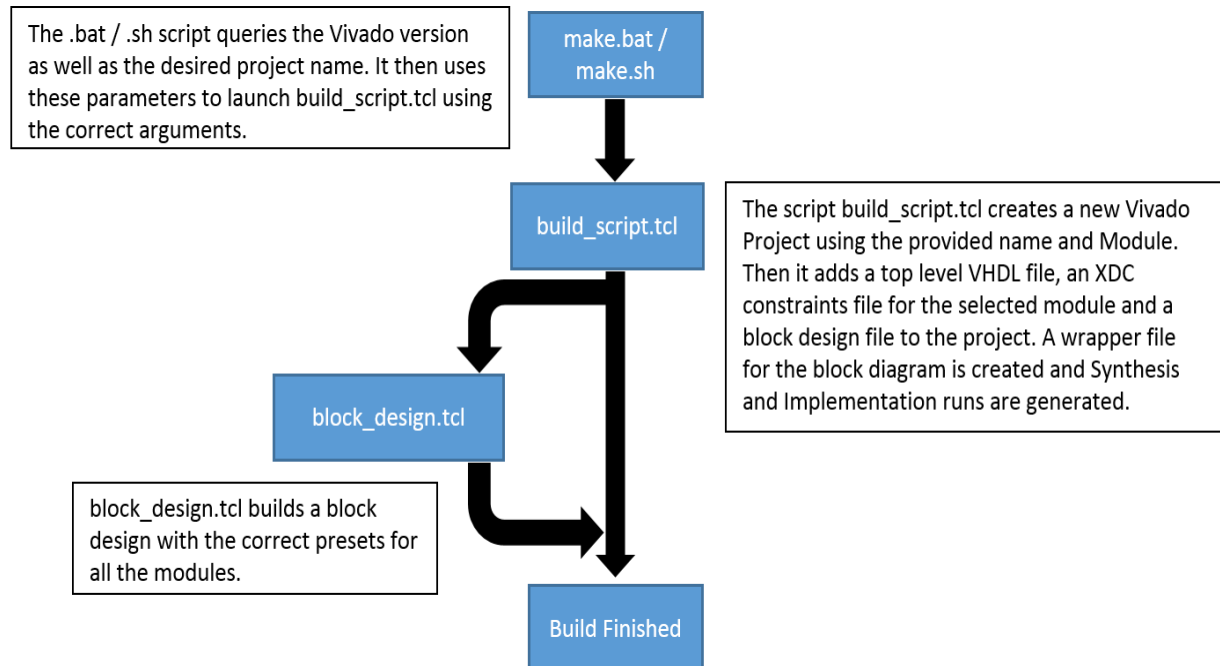 The .bat / .sh script queries the Vivado version
as well as the desired project name. It then uses
these parameters to launch build_script.tcl using
the correct arguments.
make.bat /
make.sh
build_script.tcl
The script build_script.tcl creates a new Vivado
Project using the provided name and Module.
Then it adds a top level VHDL file, an XDC
constraints file for the selected module and a
block design file to the project. A wrapper file
for the block diagram is created and Synthesis
and Implementation runs are generated.
block_design.tcl
block_design.tcl builds a block
design with the correct presets for
all the modules.
Build Finished